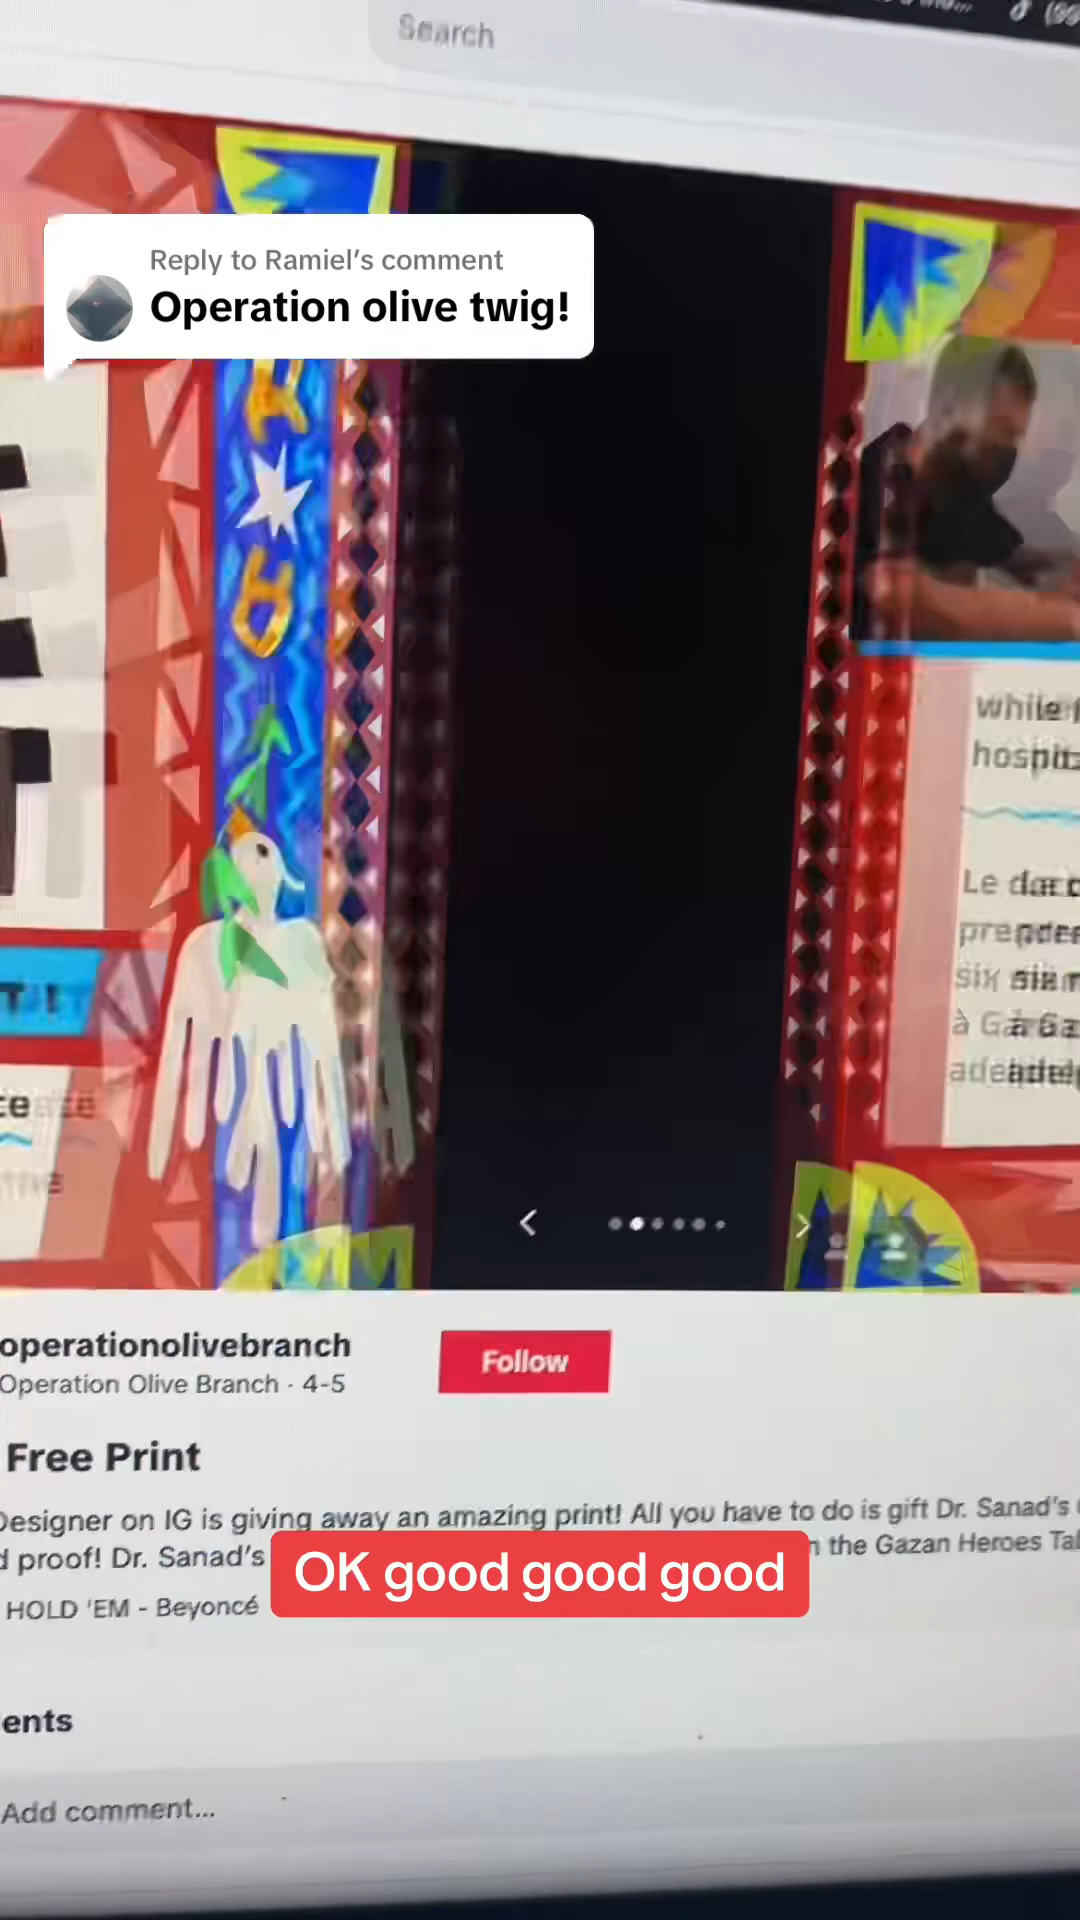 Search
Reply to Ramiel's comment
Operation olive twig!
while
T !
Le
six
à
operationolivebranch
Operation Olive Branch · 4-5
Follow
Free Print
Designer on IG is giving away an amazing print! All you have to do is gift Dr. Sanad's
d proof! Dr. Sanad's
the Gazan Heroes
OK good good good
HOLD 'EM - Beyoncé
ents
Add comment...